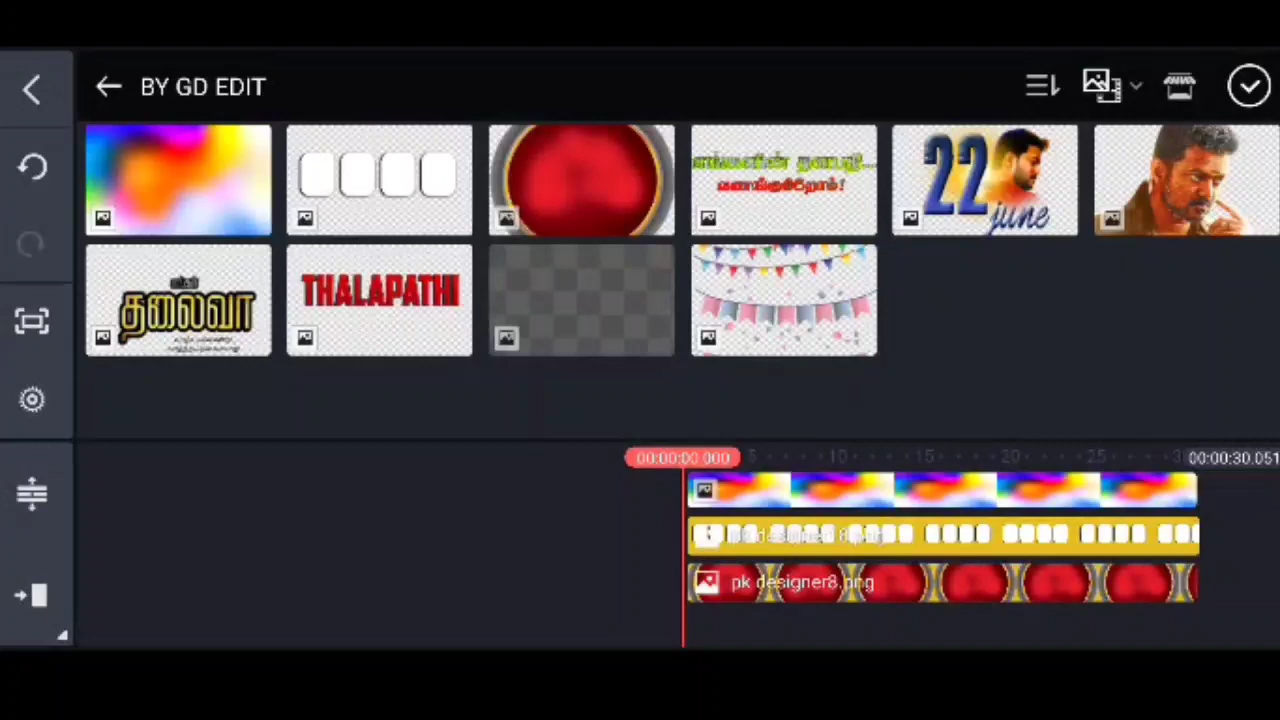 BY GD EDIT
22
june
தலைவா
THALAPATHI
00:00:00.000
5
10
15
20
25
00:00:30.051
pk designer8.png